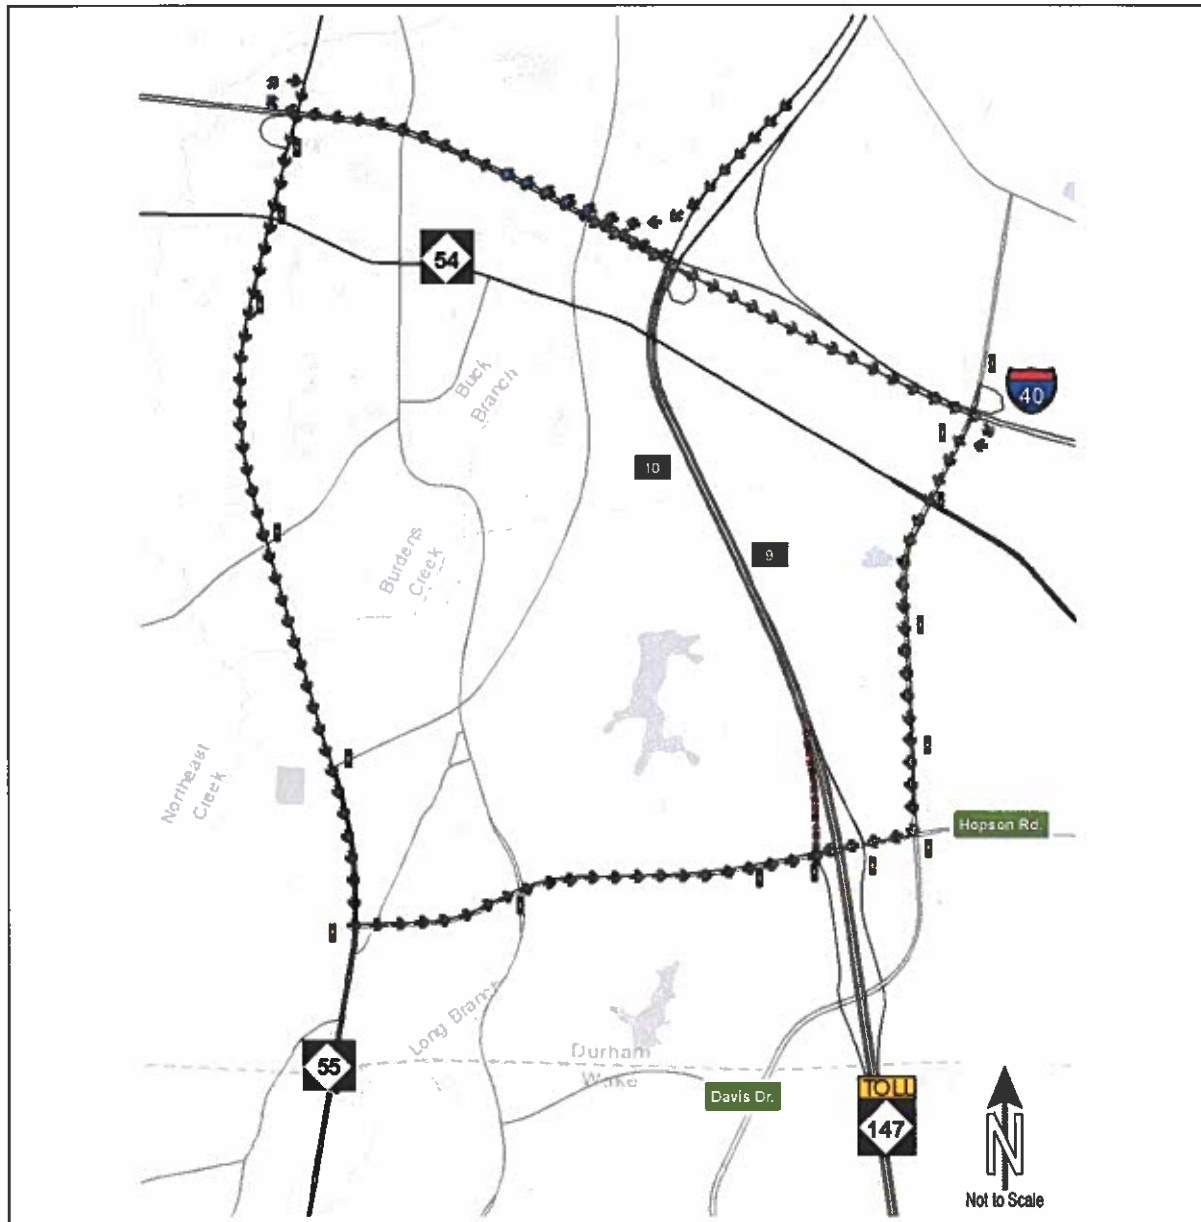 54
Buck
Branch
40
10
9
Burdens
Creek
Northeast
Creek
Hopson Rd.
Long Branch
Durham
Wake
55
Davis Dr.
TOLL
147
N
Not to Scale